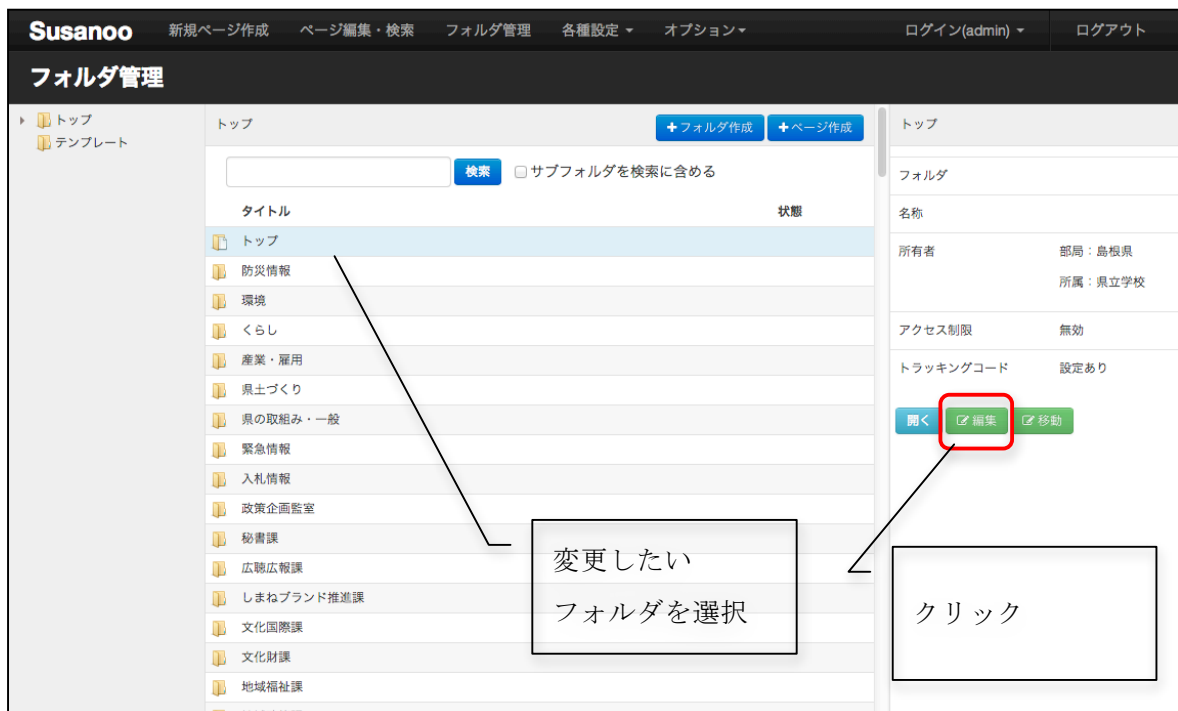 Susanoo 新規ページ作成 ページ編集・検索 フォルダ管理 各種設定 オプション ログイン(admin) ログアウト
フォルダ管理
トップ
テンプレート
トップ
+フォルダ作成 +ページ作成
検索 サブフォルダを検索に含める
タイトル 状態
トップ
防災情報
環境
くらし
産業・雇用
県土づくり
県の取組み・一般
緊急情報
入札情報
政策企画監室
秘書課
広聴広報課
しまねブランド推進課
文化国際課
文化財課
地域福祉課
トップ
フォルダ
名称
所有者 部局：島根県
所属：県立学校
アクセス制限 無効
トラッキングコード 設定あり
開く 編集 移動
変更したい
フォルダを選択
クリック